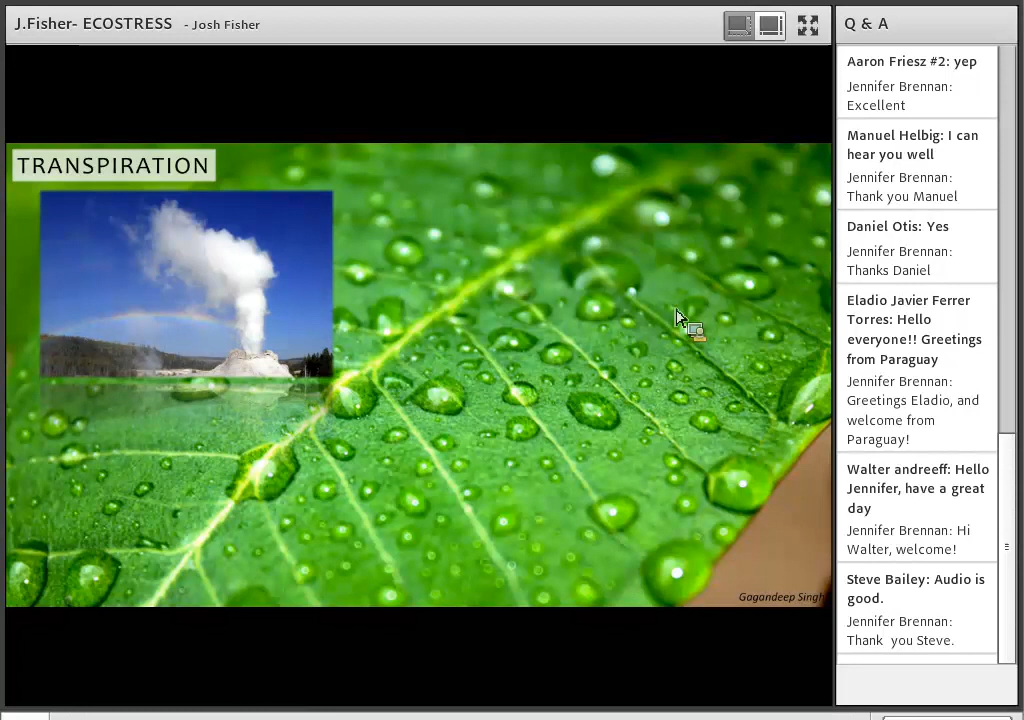 J.Fisher- ECOSTRESS - Josh Fisher
TRANSPIRATION
Gagandeep Singh
Q & A
Aaron Friesz #2: yep
Jennifer Brennan:
Excellent
Manuel Helbig: I can
hear you well
Jennifer Brennan:
Thank you Manuel
Daniel Otis: Yes
Jennifer Brennan:
Thanks Daniel
Eladio Javier Ferrer
Torres: Hello
everyone!! Greetings
from Paraguay
Jennifer Brennan:
Greetings Eladio, and
welcome from
Paraguay!
Walter andreeff: Hello
Jennifer, have a great
day
Jennifer Brennan: Hi
Walter, welcome!
Steve Bailey: Audio is
good.
Jennifer Brennan:
Thank you Steve.